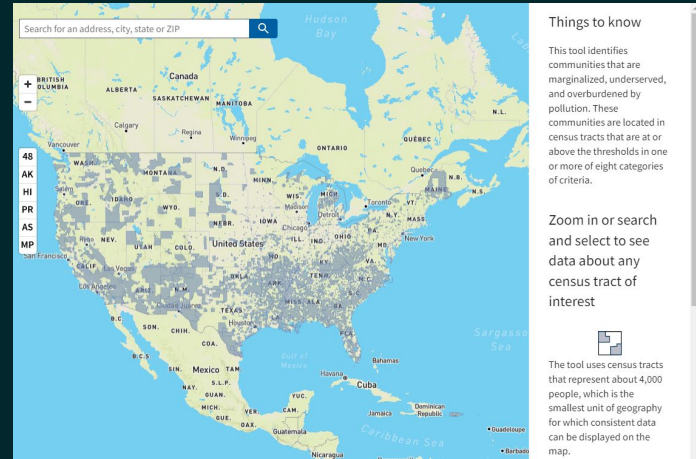 Search for an address, city, state or ZIP
Hudson
Bay
BRITISH
COLUMBIA
ALBERTA
Canada
SASKATCHEWAN
MANITOBA
N.L.
Calgary
Regina
Winnipeg
Vancouver
ONTARIO
QUÉBEC
Quebec
N.B.
N.S.
+
−
48
AK
HI
PR
AS
MP
WASH.
MONTANA
N.D.
MINN.
Salem
ORE.
IDAHO
WYO.
S.D.
WIS.
Madison
MICH.
Detroit
Toronto
VT.
MAINE
N.Y.
MASS.
Reno
NEV.
UTAH
COLO.
NEBR.
IOWA
Chicago
ILL.
IND.
OHIO
PA.
MD.
New York
United States
San Francisco
CALIF.
Las Vegas
Los Angeles
ARIZ.
N.M.
OKLA.
ARK.
MO.
KY.
TENN.
VA.
N.C.
S.C.
MISS.
ALA.
GA.
LA.
TEXAS
Houston
FLA.
Ciudad Juárez
B.C.
SON.
CHIH.
COA.
B.C.S.
SIN.
Mexico
TAM.
NAY.
S.L.P.
GUAN.
MICH.
GUE.
VER.
OAX.
CAM.
YUC.
Gulf of
Mexico
Sargasso
Sea
Bahamas
Havana
Cuba
Jamaica
Dominican
Republic
Guadeloupe
Barbado
Guatemala
Nicaragua
Caribbean Sea
Things to know
This tool identifies
communities that are
marginalized, underserved,
and overburdened by
pollution. These
communities are located in
census tracts that are at or
above the thresholds in one
or more of eight categories
of criteria.
Zoom in or search
and select to see
data about any
census tract of
interest
The tool uses census tracts
that represent about 4,000
people, which is the
smallest unit of geography
for which consistent data
can be displayed on the
map.